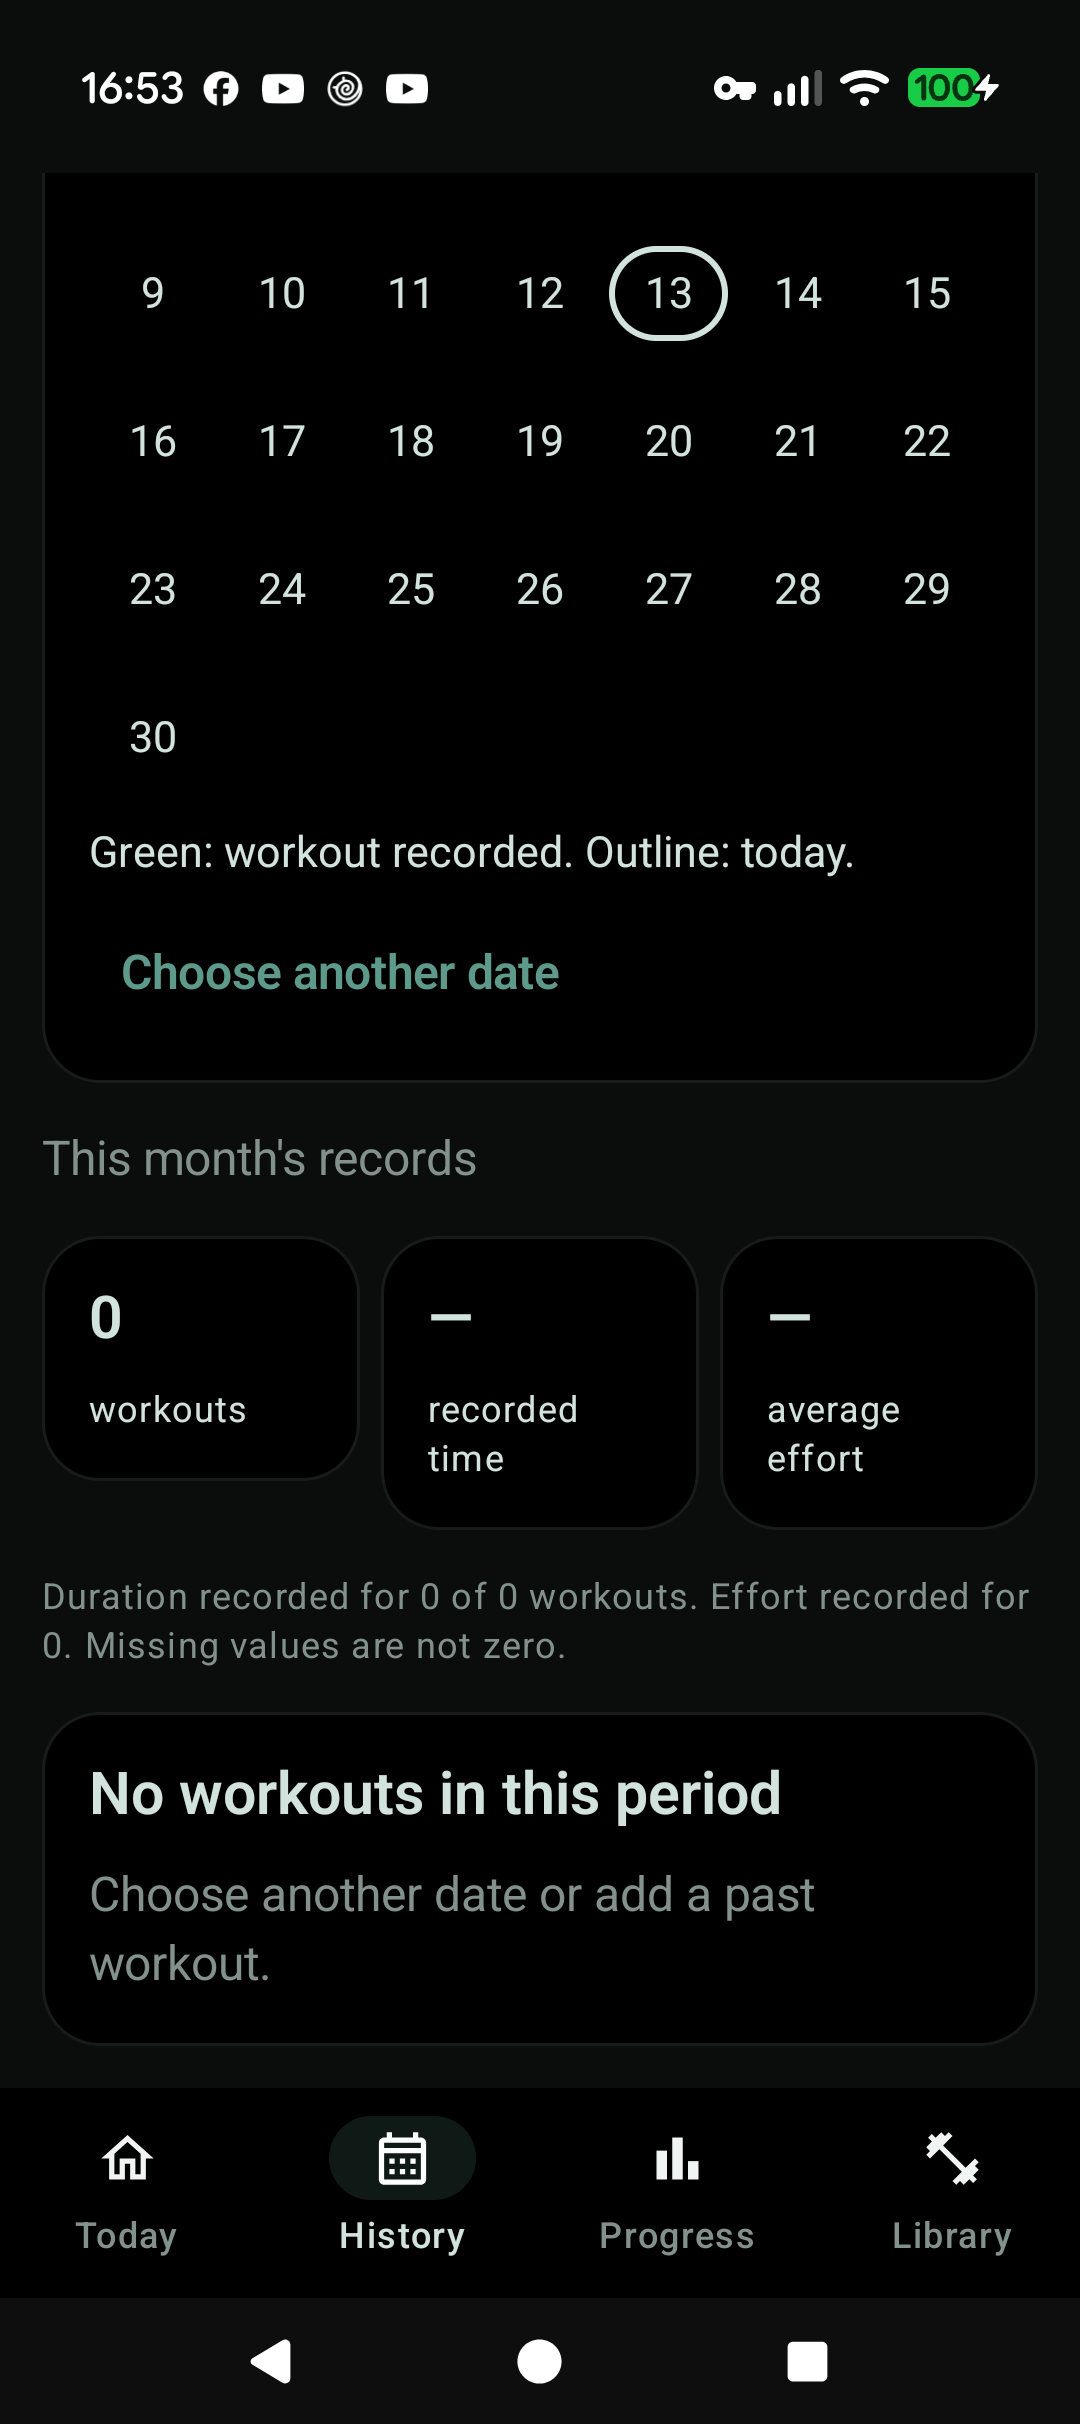 16:53
100
9 10 11 12 13 14 15
16 17 18 19 20 21 22
23 24 25 26 27 28 29
30
Green: workout recorded. Outline: today.
Choose another date
This month's records
0
workouts
—
recorded
time
—
average
effort
Duration recorded for 0 of 0 workouts. Effort recorded for
0. Missing values are not zero.
No workouts in this period
Choose another date or add a past
workout.
Today History Progress Library